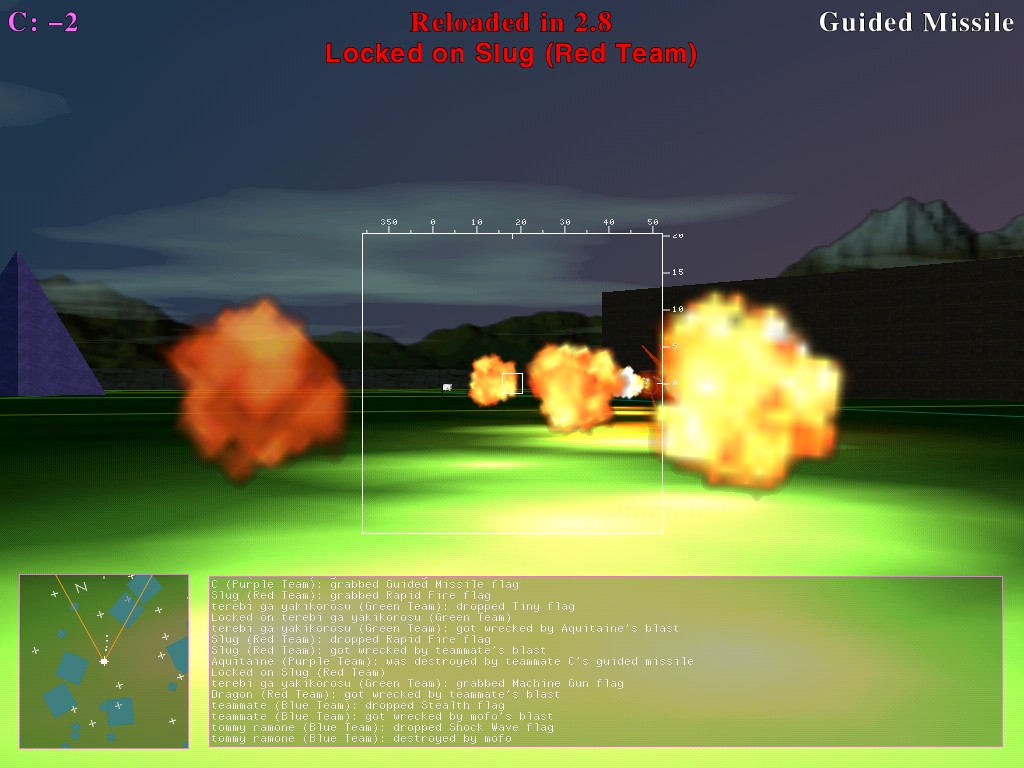 C: -2
Reloaded in 2.8
Guided Missile
Locked on Slug (Red Team)
350 0 10 20 30 40 50
20
15
10
5
0
N
C (Purple Team): grabbed Guided Missile flag
Slug (Red Team): grabbed Rapid Fire flag
terebi ga yakikorosu (Green Team): dropped Tiny flag
Locked on terebi ga yakikorosu (Green Team)
terebi ga yakikorosu (Green Team): got wrecked by Aquitaine's blast
Slug (Red Team): dropped Rapid Fire flag
Slug (Red Team): got wrecked by teammate's blast
Aquitaine (Purple Team): was destroyed by teammate C's guided missile
Locked on Slug (Red Team)
terebi ga yakikorosu (Green Team): grabbed Machine Gun flag
Dragon (Red Team): got wrecked by teammate's blast
teammate (Blue Team): dropped Stealth flag
teammate (Blue Team): got wrecked by mofo's blast
tommy ramone (Blue Team): dropped Shock Wave flag
tommy ramone (Blue Team): destroyed by mofo